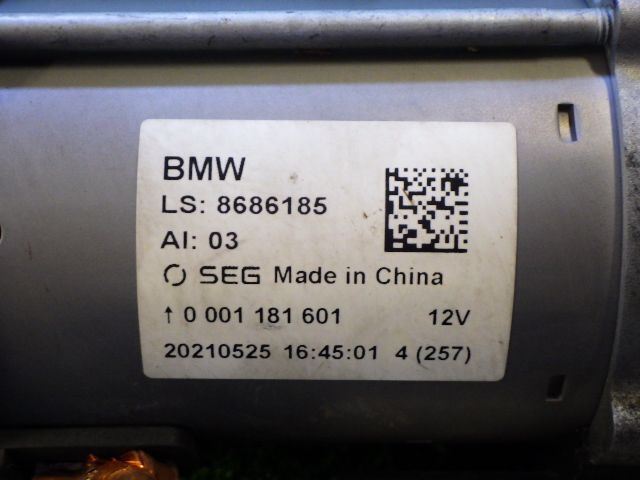 BMW
LS: 8686185
AI: 03
SEG Made in China
↑ 0 001 181 601 12V
20210525 16:45:01 4 (257)